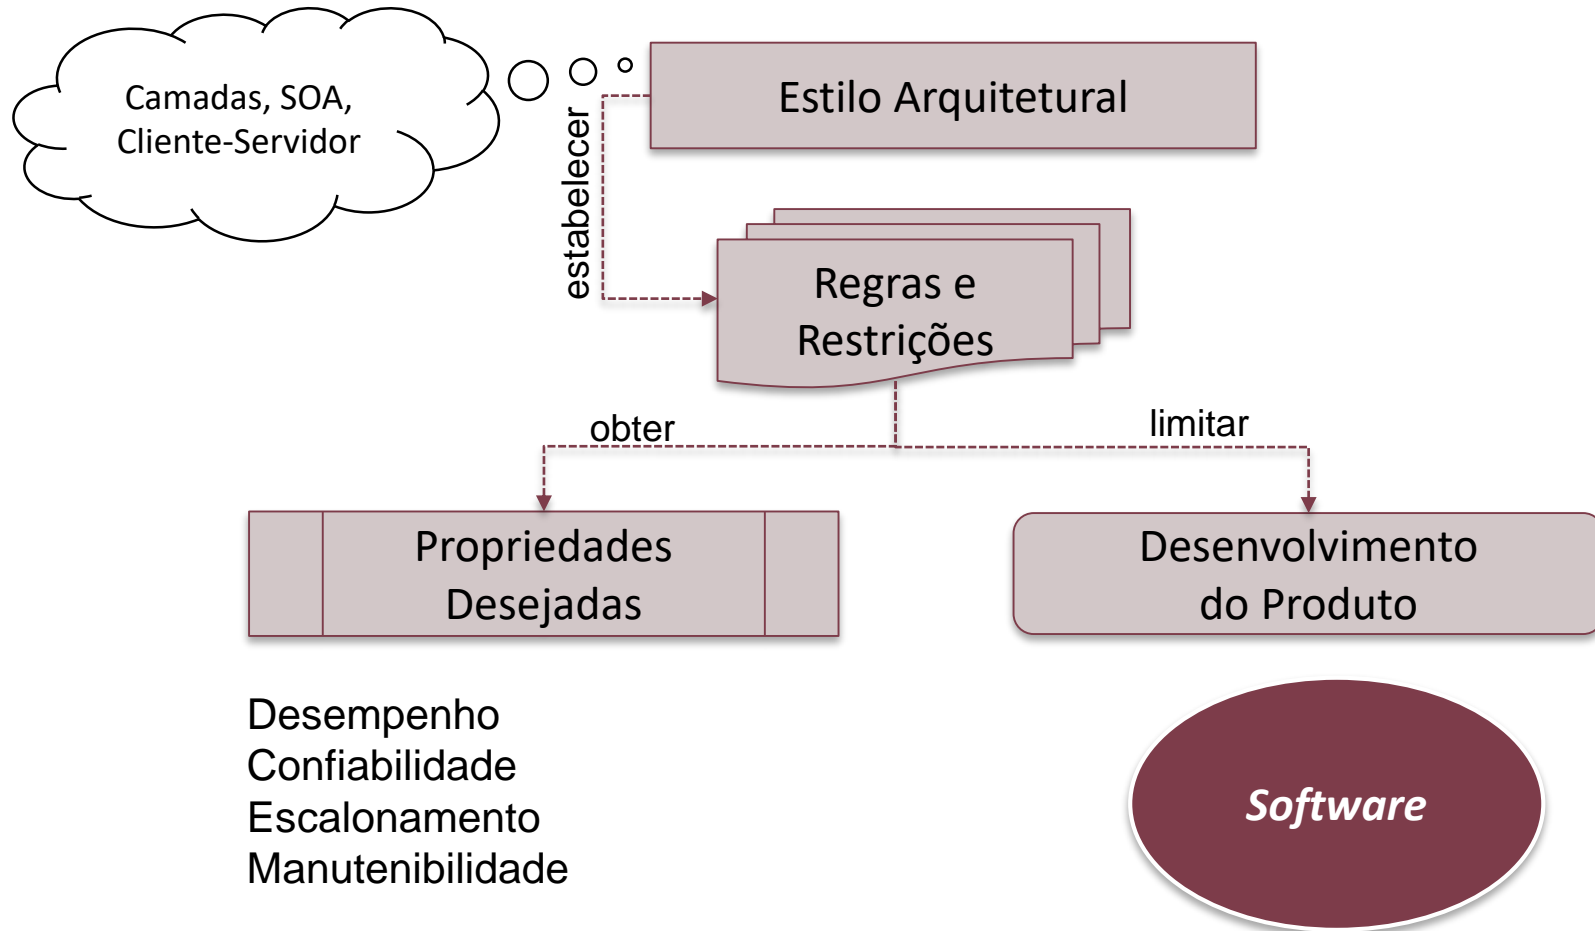 Camadas, SOA,
Cliente-Servidor
Estilo Arquitetural
estabelecer
Regras e
Restrições
obter
limitar
Propriedades
Desejadas
Desenvolvimento
do Produto
Desempenho
Confiabilidade
Escalonamento
Manutenibilidade
Software